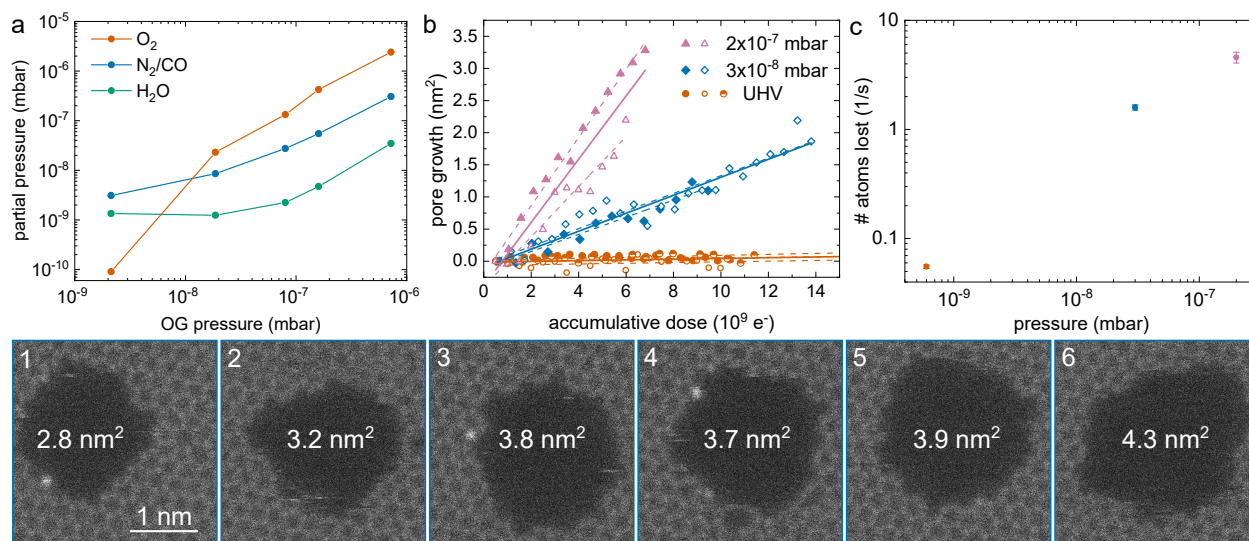 a
O₂
N₂/CO
H₂O
partial pressure (mbar)
10⁻⁵
10⁻⁶
10⁻⁷
10⁻⁸
10⁻⁹
10⁻¹⁰
10⁻⁹ 10⁻⁸ 10⁻⁷ 10⁻⁶
OG pressure (mbar)
b
2x10⁻⁷ mbar
3x10⁻⁸ mbar
UHV
pore growth (nm²)
3.5
3.0
2.5
2.0
1.5
1.0
0.5
0.0
0 2 4 6 8 10 12 14
accumulative dose (10⁹ e⁻)
c
# atoms lost (1/s)
10
1
0.1
10⁻⁹ 10⁻⁸ 10⁻⁷
pressure (mbar)
1
2.8 nm²
1 nm
2
3.2 nm²
3
3.8 nm²
4
3.7 nm²
5
3.9 nm²
6
4.3 nm²